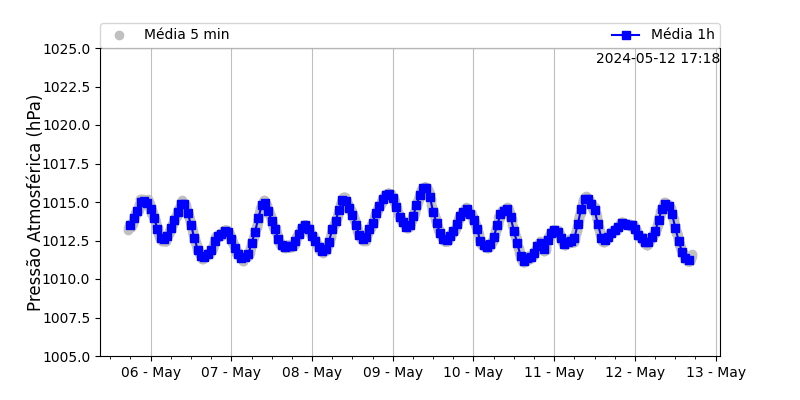 Média 5 min
Média 1h
2024-05-12 17:18
Pressão Atmosférica (hPa)
1025.0
1022.5
1020.0
1017.5
1015.0
1012.5
1010.0
1007.5
1005.0
06 - May
07 - May
08 - May
09 - May
10 - May
11 - May
12 - May
13 - May